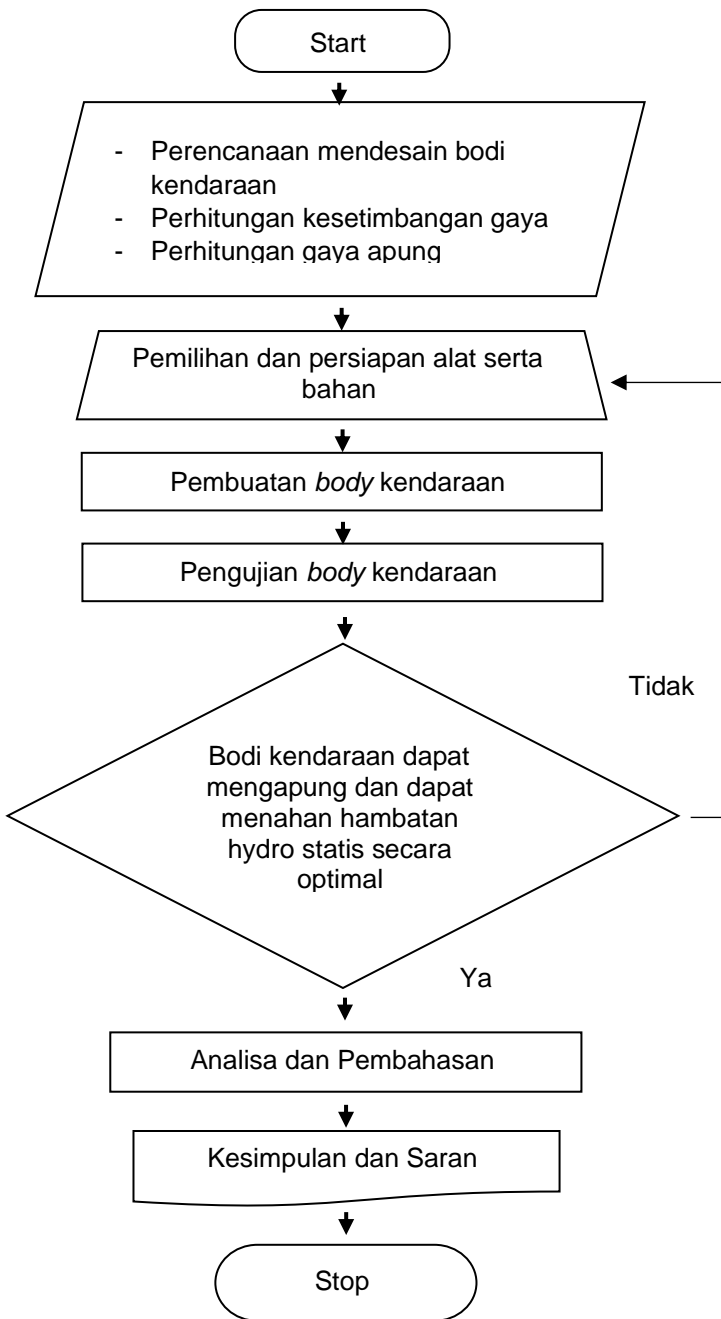 Start
- Perencanaan mendesain bodi
kendaraan
- Perhitungan kesetimbangan gaya
- Perhitungan gaya apung
Pemilihan dan persiapan alat serta
bahan
Pembuatan body kendaraan
Pengujian body kendaraan
Tidak
Bodi kendaraan dapat
mengapung dan dapat
menahan hambatan
hydro statis secara
optimal
Ya
Analisa dan Pembahasan
Kesimpulan dan Saran
Stop